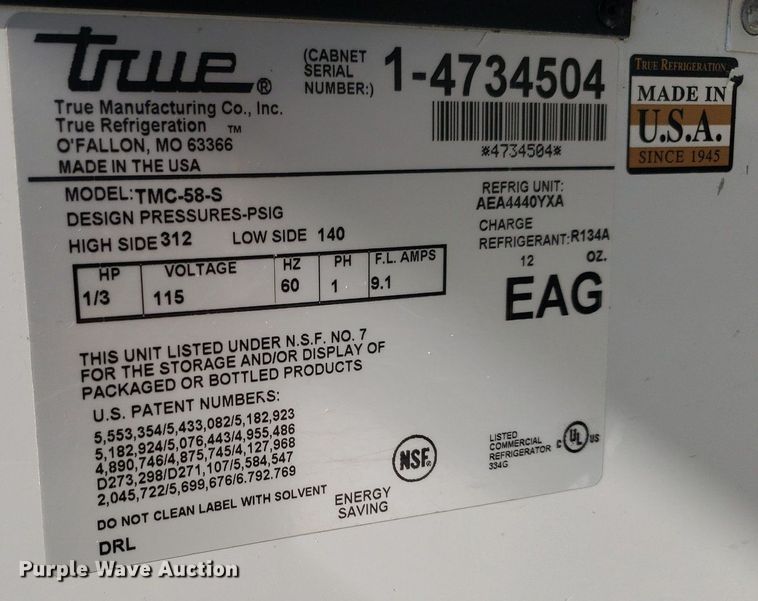 true®
(CABNET
SERIAL
NUMBER:)
1-4734504
*4734504*
True Manufacturing Co., Inc.
True Refrigeration ™
O'FALLON, MO 63366
MADE IN THE USA
TRUE REFRIGERATION
MADE IN
U.S.A.
SINCE 1945
MODEL: TMC-58-S
DESIGN PRESSURES-PSIG
HIGH SIDE 312 LOW SIDE 140
REFRIG UNIT:
AEA4440YXA
CHARGE
REFRIGERANT: R134A
12 OZ.
HP VOLTAGE HZ PH F.L. AMPS
1/3 115 60 1 9.1
EAG
THIS UNIT LISTED UNDER N.S.F. NO. 7
FOR THE STORAGE AND/OR DISPLAY OF
PACKAGED OR BOTTLED PRODUCTS
U.S. PATENT NUMBERS:
5,553,354/5,433,082/5,182,923
5,182,924/5,076,443/4,955,486
4,890,746/4,875,745/4,127,968
D273,298/D271,107/5,584,547
2,045,722/5,699,676/6.792.769
DO NOT CLEAN LABEL WITH SOLVENT
ENERGY
SAVING
NSF®
LISTED
COMMERCIAL
REFRIGERATOR
334G
C UL® US
DRL
Purple Wave Auction